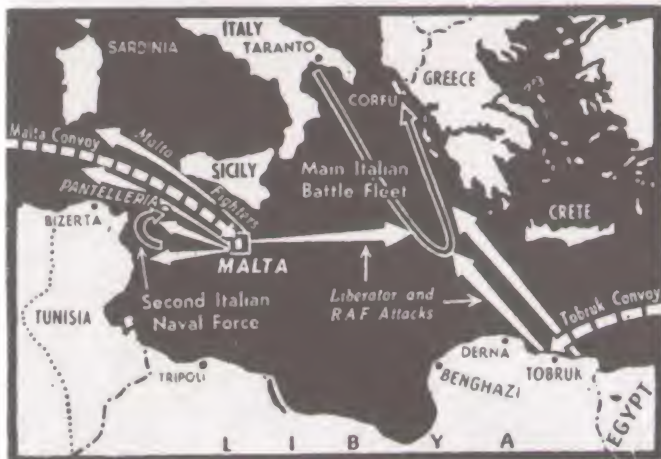 ITALY
SARDINIA
TARANTO
GREECE
CORFU
Malta Convoy
Malta
Fighters
SICILY
Main Italian
Battle Fleet
PANTELLERIA
BIZERTA
CRETE
MALTA
Second Italian
Naval Force
Liberator and
R.A.F Attacks
Tobruk Convoy
TUNISIA
DERNA
TRIPOLI
BENGHAZI
TOBRUK
EGYPT
L I B Y A